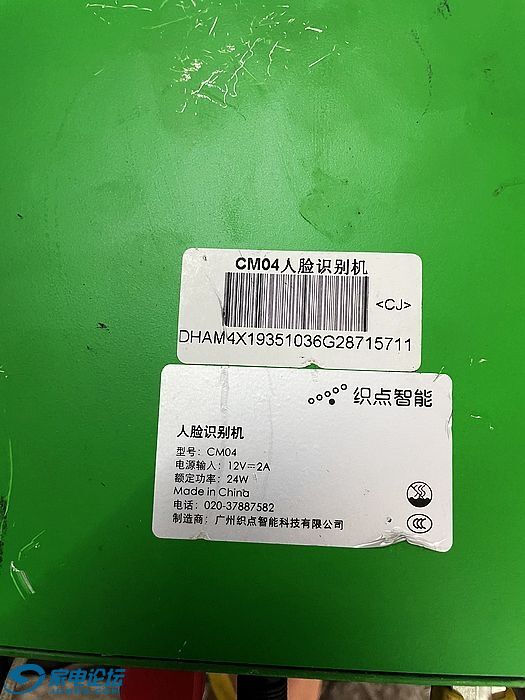 CM04人脸识别机
<CJ>
DHAM4X19351036G28715711
织点智能
人脸识别机
型号：CM04
电源输入：12V⎓2A
额定功率：24W
Made in China
电话：020-37887582
制造商：广州织点智能科技有限公司
家电论坛